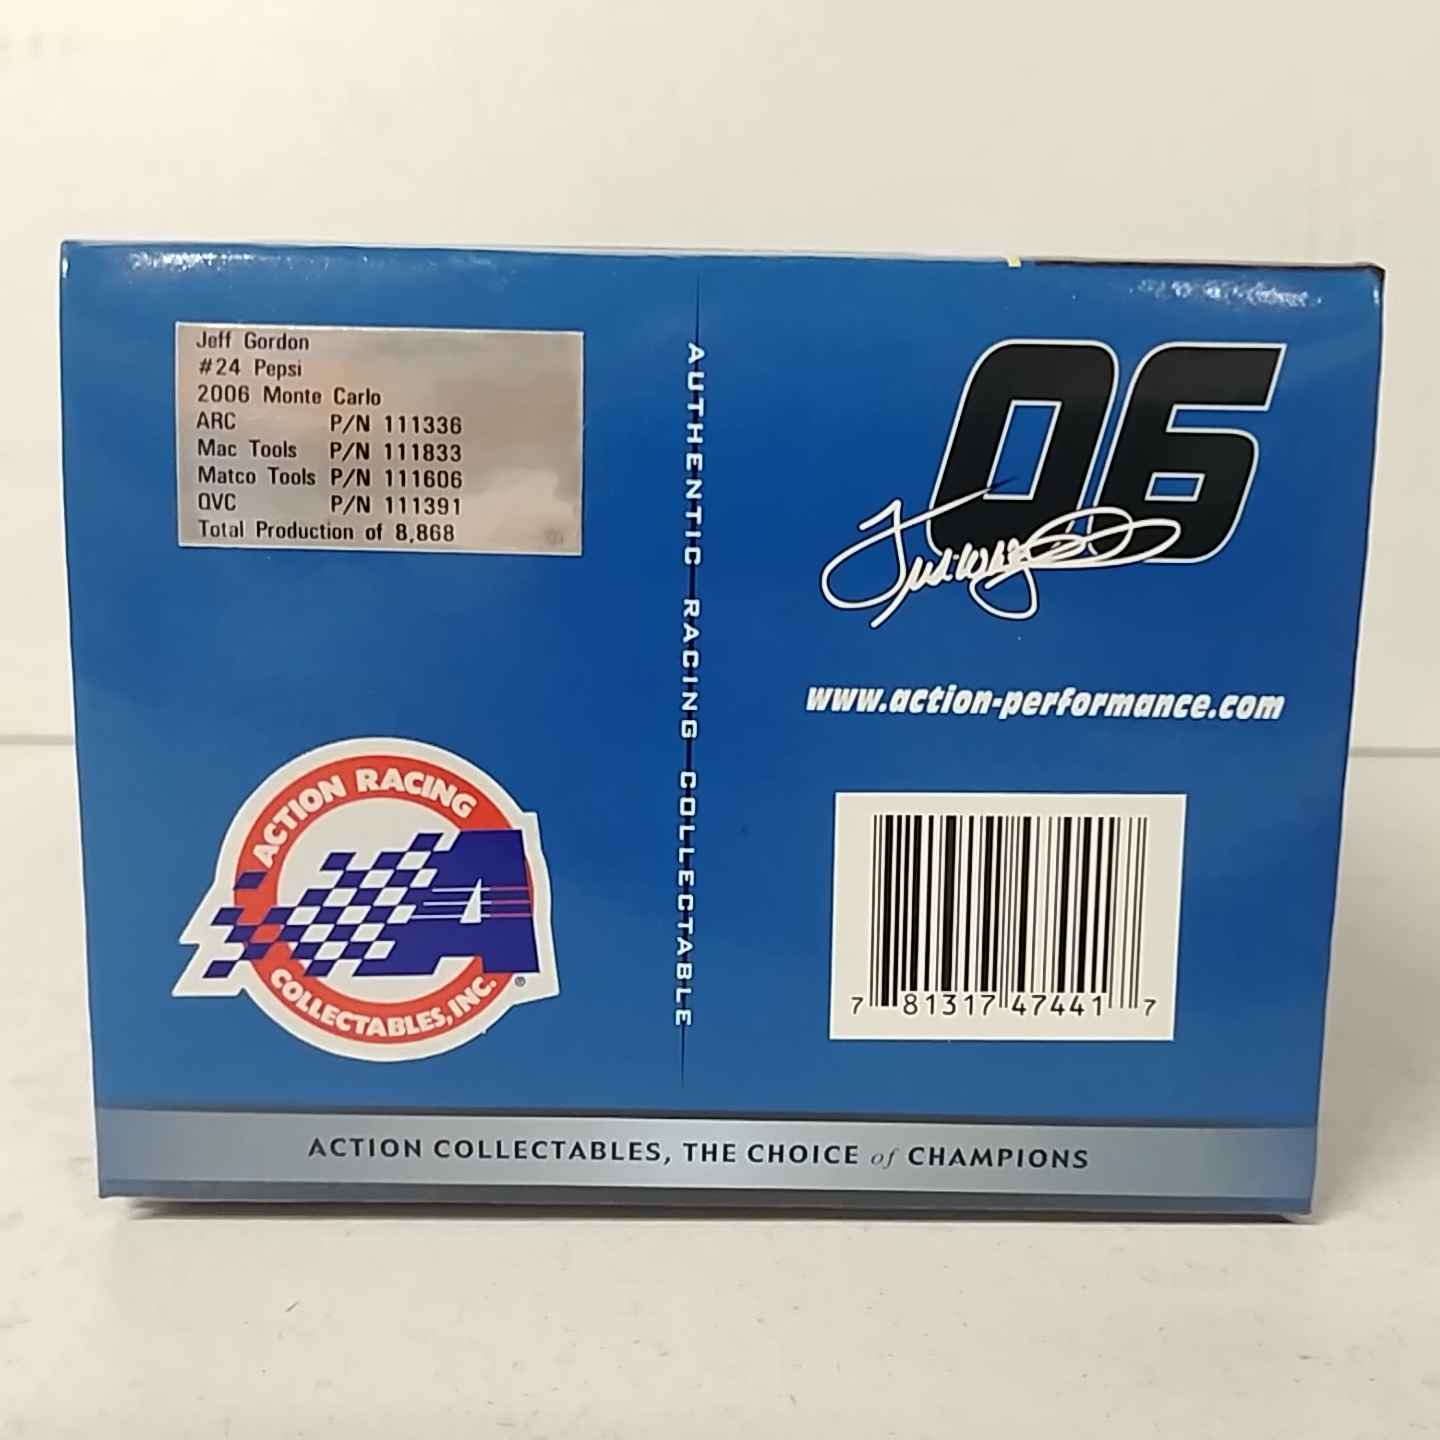 Jeff Gordon
#24 Pepsi
2006 Monte Carlo
ARC P/N 111336
Mac Tools P/N 111833
Matco Tools P/N 111606
QVC P/N 111391
Total Production of 8,868
ACTION RACING
COLLECTABLES, INC.
®
AUTHENTIC RACING COLLECTABLE
06
www.action-performance.com
7 81317 47441 7
ACTION COLLECTABLES, THE CHOICE of CHAMPIONS